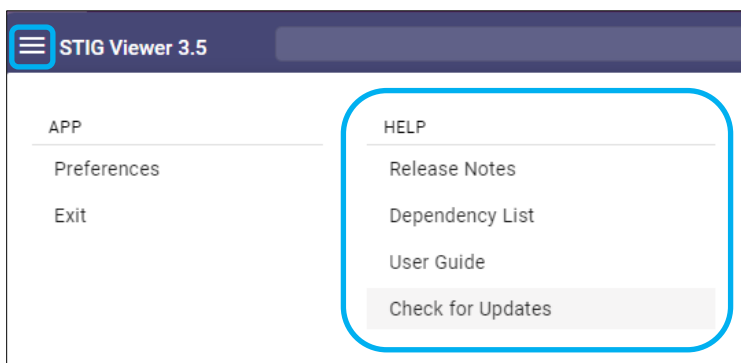 STIG Viewer 3.5
APP
Preferences
Exit
HELP
Release Notes
Dependency List
User Guide
Check for Updates